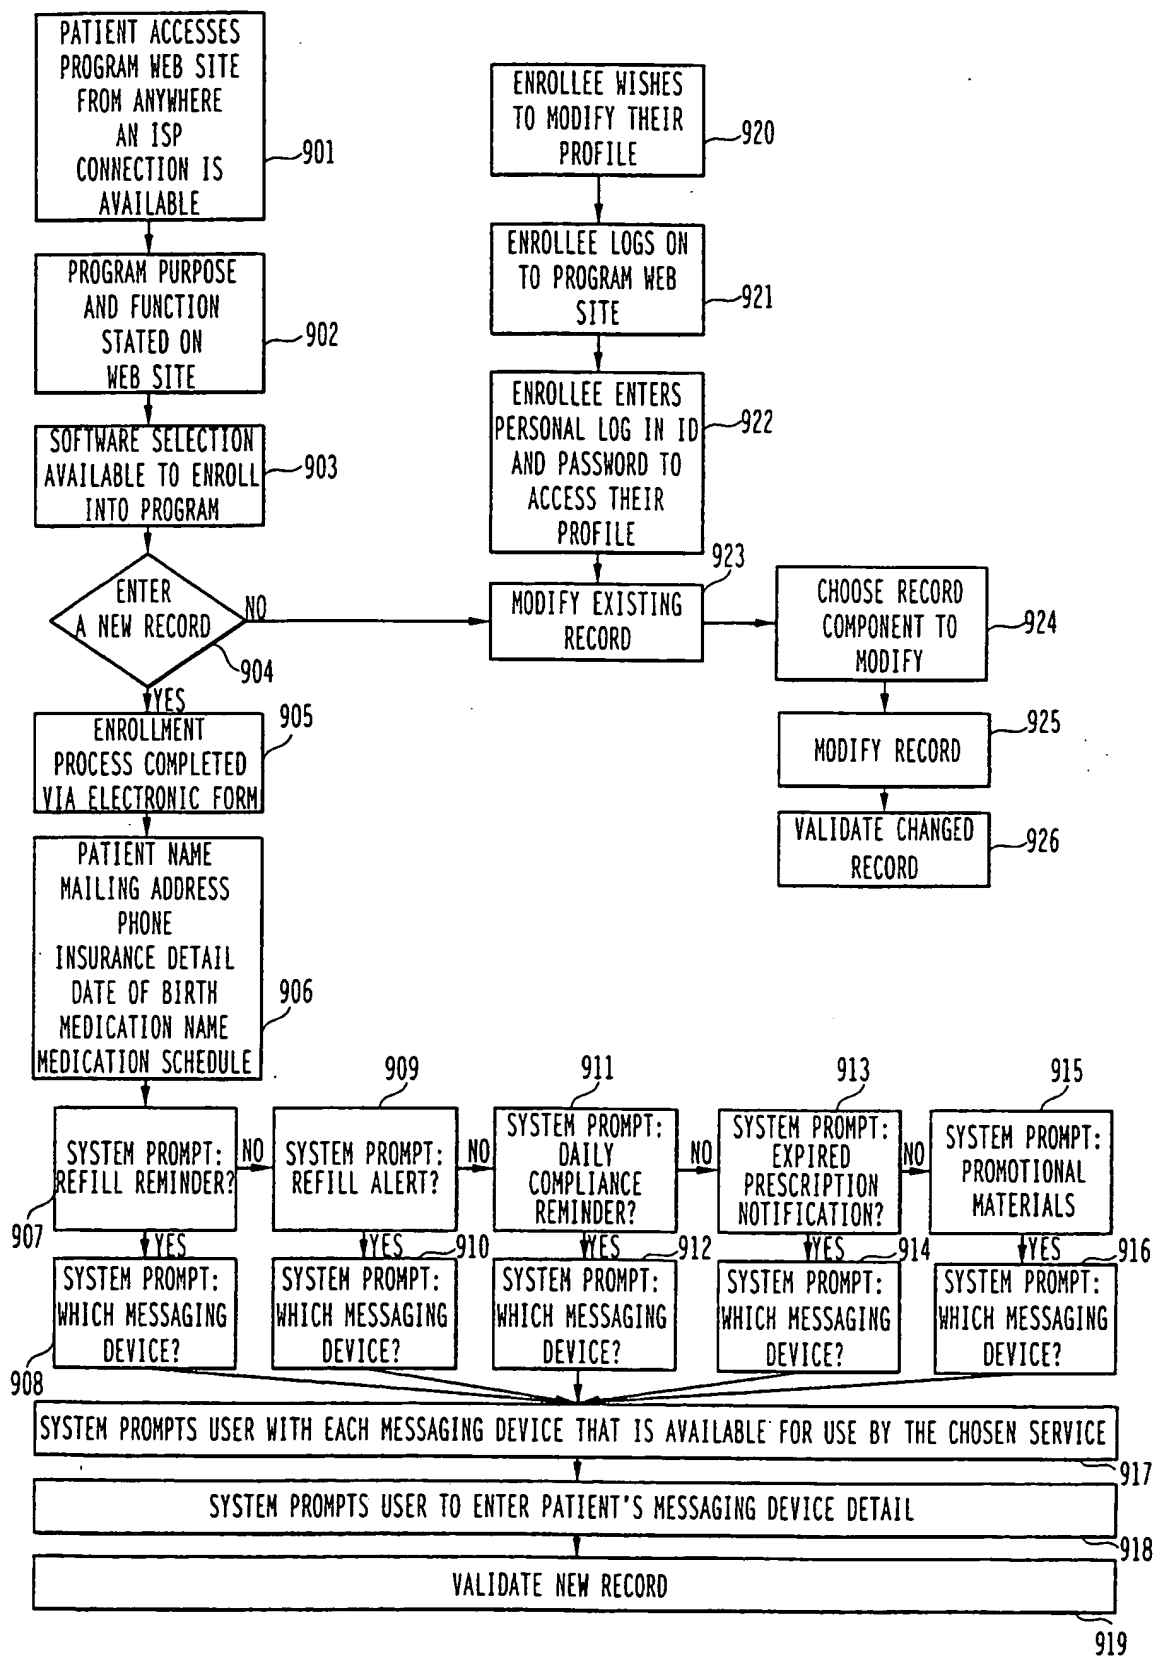 PATIENT ACCESSES
PROGRAM WEB SITE
FROM ANYWHERE
AN ISP
CONNECTION IS
AVAILABLE
901
PROGRAM PURPOSE
AND FUNCTION
STATED ON
WEB SITE
902
SOFTWARE SELECTION
AVAILABLE TO ENROLL
INTO PROGRAM
903
ENTER
A NEW RECORD
NO
904
YES
ENROLLMENT
PROCESS COMPLETED
VIA ELECTRONIC FORM
905
PATIENT NAME
MAILING ADDRESS
PHONE
INSURANCE DETAIL
DATE OF BIRTH
MEDICATION NAME
MEDICATION SCHEDULE
906
ENROLLEE WISHES
TO MODIFY THEIR
PROFILE
920
ENROLLEE LOGS ON
TO PROGRAM WEB
SITE
921
ENROLLEE ENTERS
PERSONAL LOG IN ID
AND PASSWORD TO
ACCESS THEIR
PROFILE
922
MODIFY EXISTING
RECORD
923
CHOOSE RECORD
COMPONENT TO
MODIFY
924
MODIFY RECORD
925
VALIDATE CHANGED
RECORD
926
SYSTEM PROMPT:
REFILL REMINDER?
907
NO
YES
SYSTEM PROMPT:
WHICH MESSAGING
DEVICE?
908
909
SYSTEM PROMPT:
REFILL ALERT?
NO
YES
910
SYSTEM PROMPT:
WHICH MESSAGING
DEVICE?
911
SYSTEM PROMPT:
DAILY
COMPLIANCE
REMINDER?
NO
YES
912
SYSTEM PROMPT:
WHICH MESSAGING
DEVICE?
913
SYSTEM PROMPT:
EXPIRED
PRESCRIPTION
NOTIFICATION?
NO
YES
914
SYSTEM PROMPT:
WHICH MESSAGING
DEVICE?
915
SYSTEM PROMPT:
PROMOTIONAL
MATERIALS
YES
916
SYSTEM PROMPT:
WHICH MESSAGING
DEVICE?
SYSTEM PROMPTS USER WITH EACH MESSAGING DEVICE THAT IS AVAILABLE FOR USE BY THE CHOSEN SERVICE
917
SYSTEM PROMPTS USER TO ENTER PATIENT'S MESSAGING DEVICE DETAIL
918
VALIDATE NEW RECORD
919